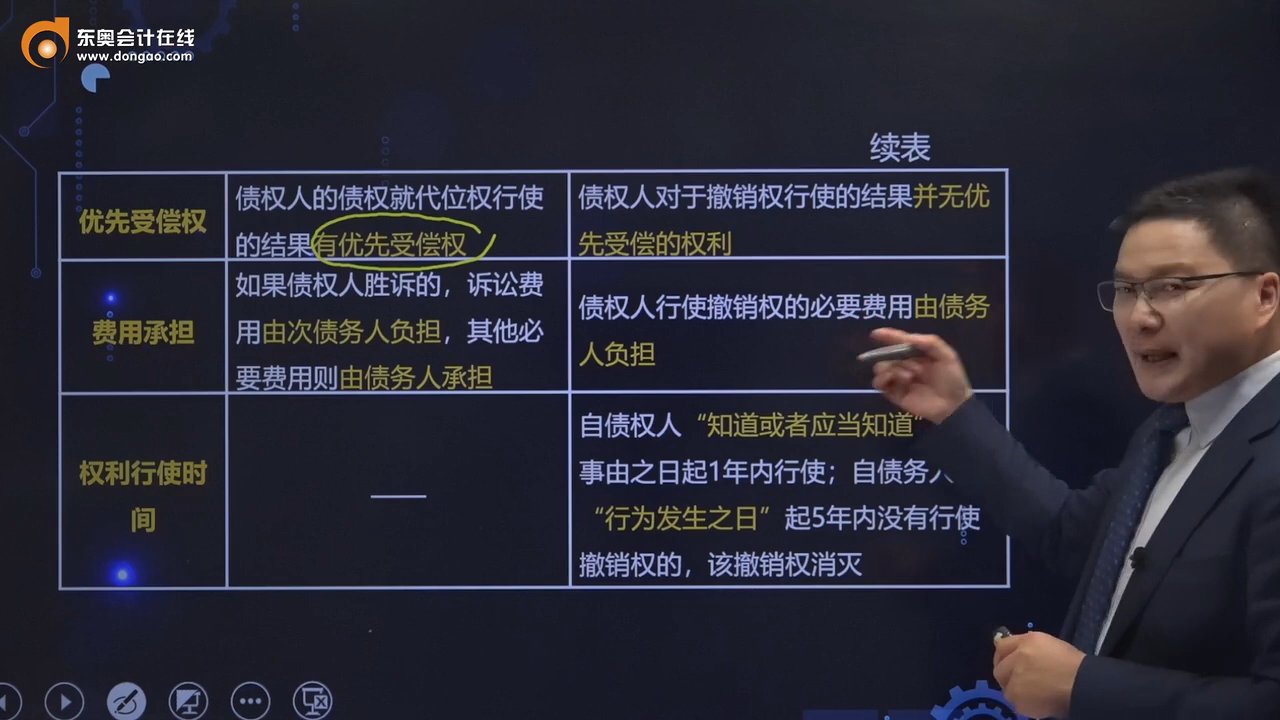 东奥会计在线
www.dongao.com
续表
优先受偿权
债权人的债权就代位权行使
的结果有优先受偿权
债权人对于撤销权行使的结果并无优
先受偿的权利
费用承担
如果债权人胜诉的，诉讼费
用由次债务人负担，其他必
要费用则由债务人承担
债权人行使撤销权的必要费用由债务
人负担
权利行使时
间
——
自债权人“知道或者应当知道”
事由之日起1年内行使；自债务人
“行为发生之日”起5年内没有行使
撤销权的，该撤销权消灭